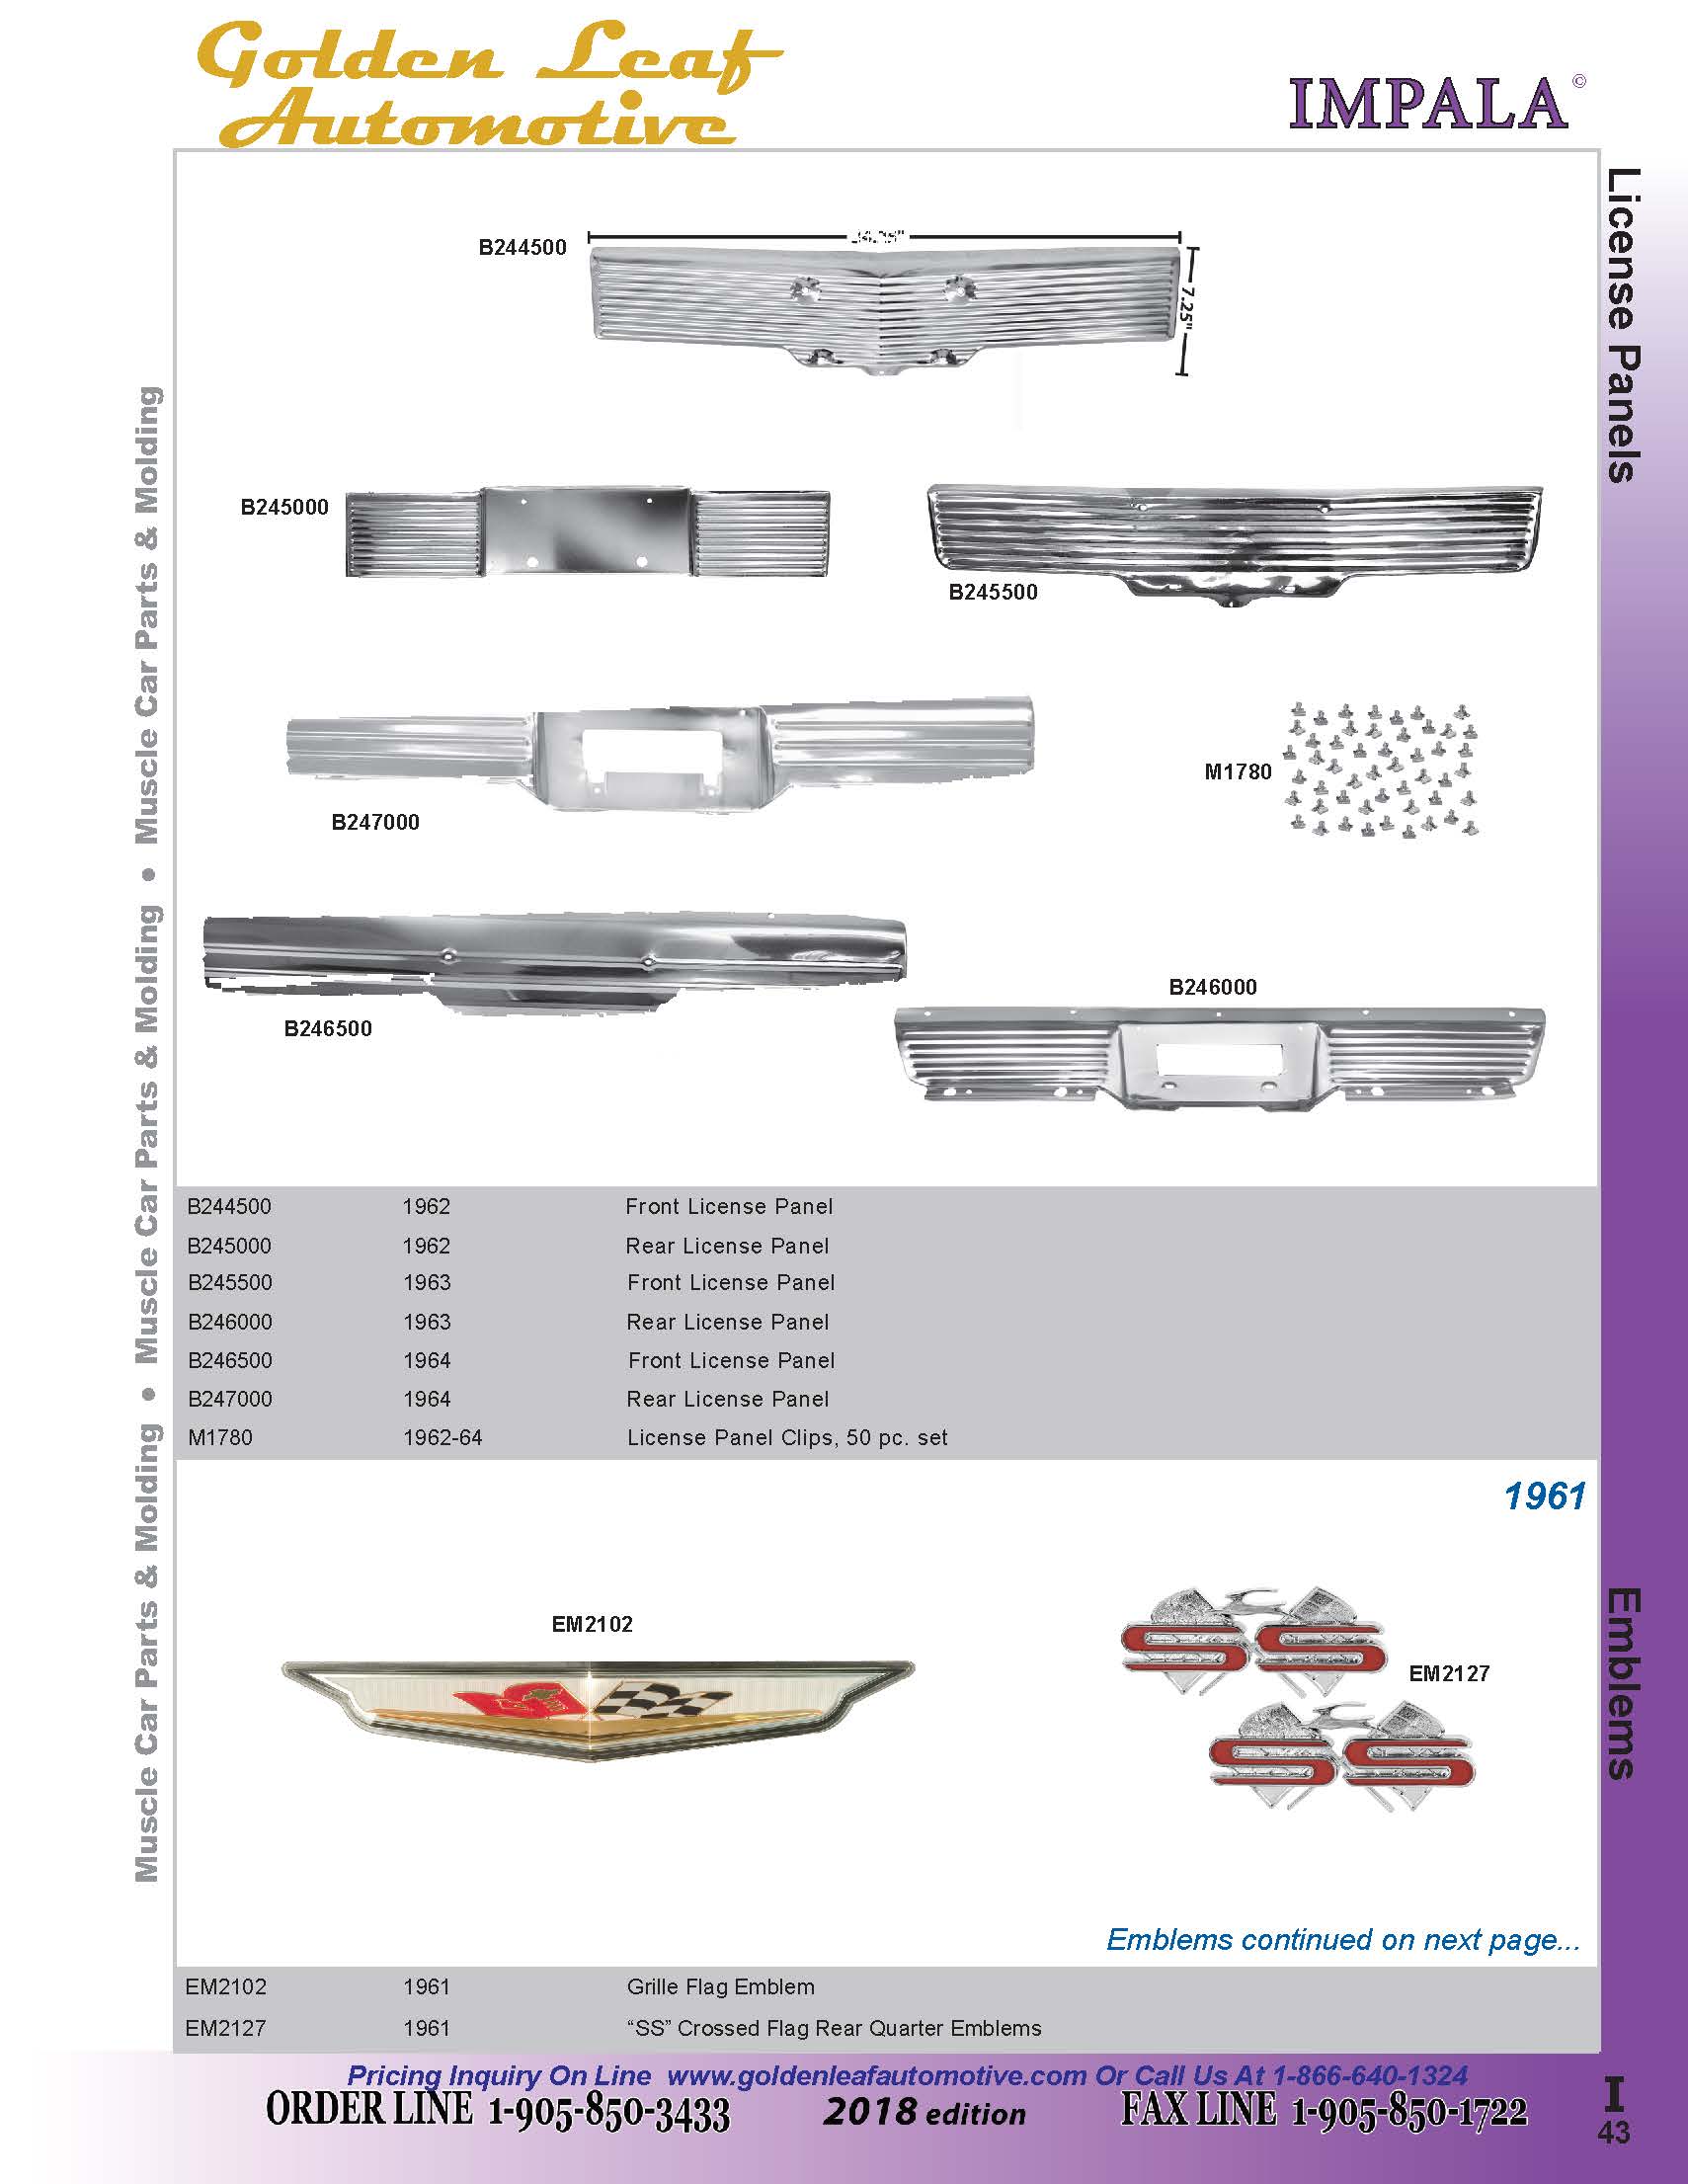 Golden Leaf
Automotive
IMPALA©
License Panels
B244500
7.25"
B245000
B245500
B247000
M1780
B246500
B246000
Muscle Car Parts & Molding • Muscle Car Parts & Molding • Muscle Car Parts & Molding
B244500 1962 Front License Panel
B245000 1962 Rear License Panel
B245500 1963 Front License Panel
B246000 1963 Rear License Panel
B246500 1964 Front License Panel
B247000 1964 Rear License Panel
M1780 1962-64 License Panel Clips, 50 pc. set
1961
Emblems
EM2102
EM2127
Emblems continued on next page...
EM2102 1961 Grille Flag Emblem
EM2127 1961 “SS” Crossed Flag Rear Quarter Emblems
Pricing Inquiry On Line www.goldenleafautomotive.com Or Call Us At 1-866-640-1324
ORDER LINE 1-905-850-3433 2018 edition FAX LINE 1-905-850-1722
I
43